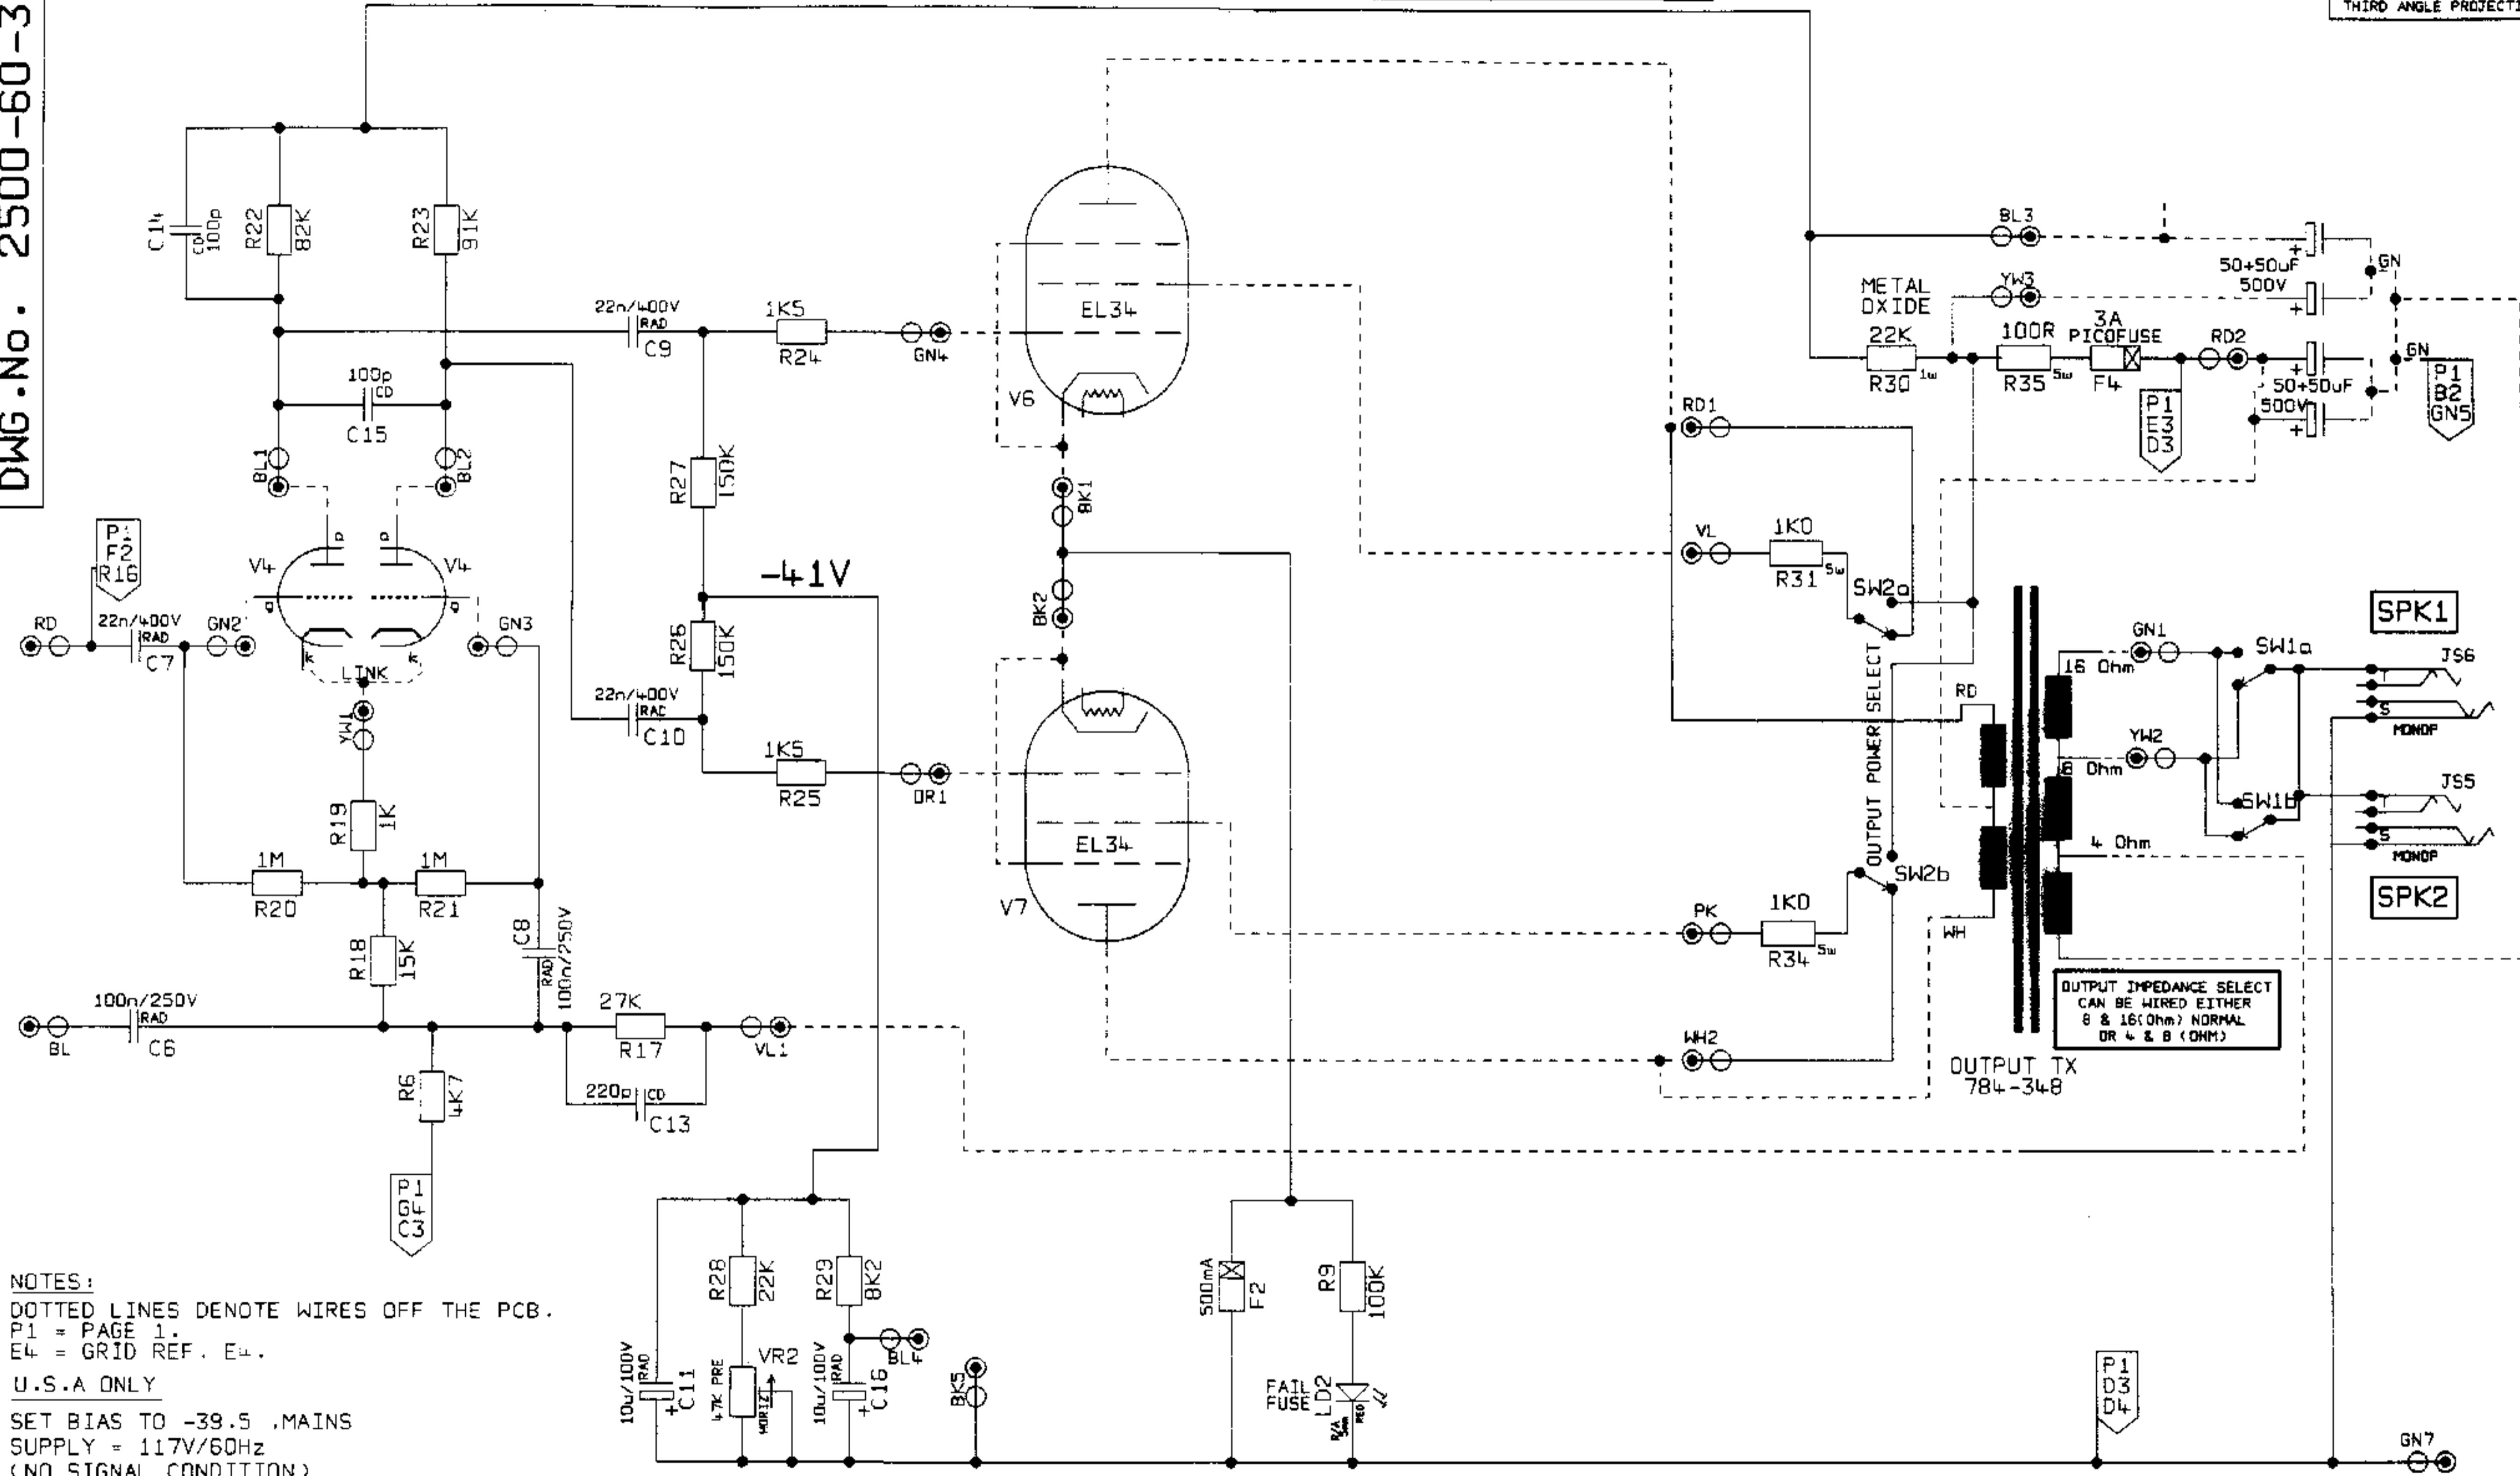 DWG.No. 2500-60-3
THIRD ANGLE PROJECTI
C14
CD
100p
R22
82K
R23
91K
100p
CD
C15
BL1
BL2
22n/400V
RAD
C9
1K5
R24
GN4
EL34
V6
R27
150K
BK1
-41V
BK2
R26
150K
22n/400V
RAD
C10
1K5
R25
OR1
EL34
V7
P1
F2
R16
RD
22n/400V
RAD
C7
GN2
V4
V4
P
P
g
g
K
K
LINK
GN3
YW1
R19
1K
1M
R20
1M
R21
R18
15K
C8
RAD
100n/250V
BL
100n/250V
RAD
C6
27K
R17
VL1
220p
CD
C13
R6
4K7
P1
G4
C3
BL3
YW3
METAL
OXIDE
22K
R30
1w
100R
R35
5w
3A
PICOFUSE
F4
RD2
50+50uF
500V
GN
GN
50+50uF
500V
P1
E3
D3
P1
B2
GN5
RD1
VL
1K0
R31
5w
SW2a
OUTPUT POWER SELECT
SW2b
PK
1K0
R34
5w
WH2
RD
WH
16 Ohm
8 Ohm
4 Ohm
GN1
YW2
SW1a
SW1b
SPK1
JS6
T
S
MONOP
JS5
T
S
MONOP
SPK2
OUTPUT IMPEDANCE SELECT
CAN BE WIRED EITHER
8 & 16(Ohm) NORMAL
OR 4 & 8 (OHM)
OUTPUT TX
784-348
R28
22K
R29
8K2
10u/100V
RAD
C11
+
47K PRE
VR2
HORIZ
10u/100V
RAD
C16
+
BL4
BK5
500mA
F2
R9
100K
FAIL
FUSE
LD2
R/A
5mm
RED
P1
D3
D4
GN7
NOTES:
DOTTED LINES DENOTE WIRES OFF THE PCB.
P1 = PAGE 1.
E4 = GRID REF. E4.
U.S.A ONLY
SET BIAS TO -39.5 ,MAINS
SUPPLY = 117V/60Hz
(NO SIGNAL CONDITION)